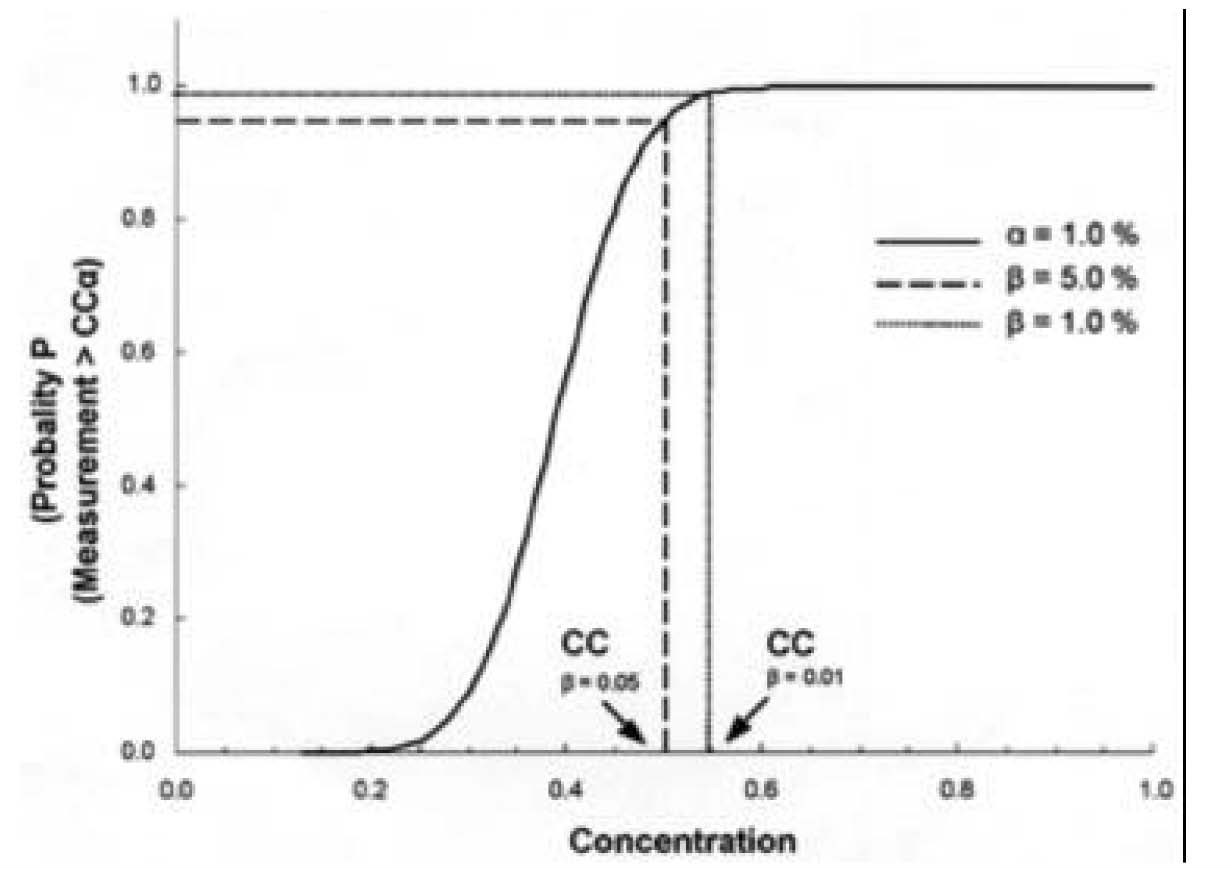 1.0
0.8
0.6
0.4
0.2
0.0
(Probality P
(Measurement > CCα)
α = 1.0 %
β = 5.0 %
β = 1.0 %
CC
β = 0.05
CC
β = 0.01
0.0 0.2 0.4 0.6 0.8 1.0
Concentration